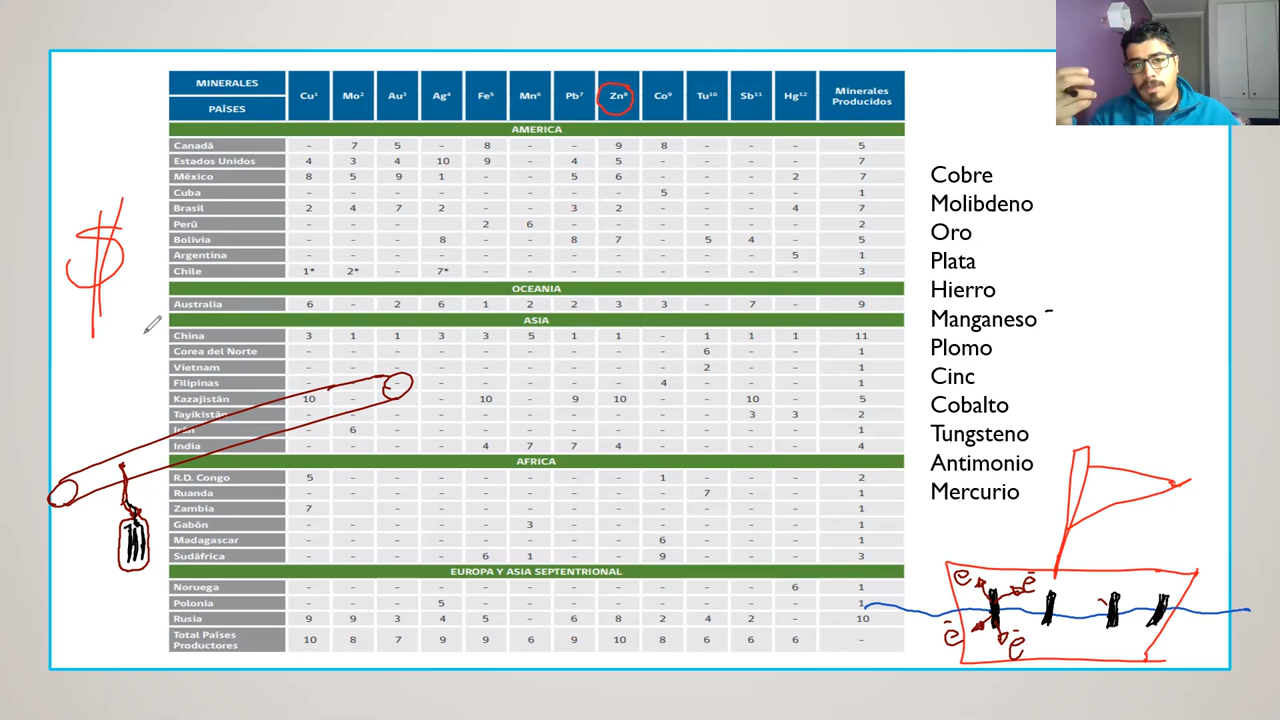 MINERALES PAÍSES Cu¹ Mo² Au³ Ag⁴ Fe⁵ Mn⁶ Pb⁷ Zn⁸ Co⁹ Tu¹⁰ Sb¹¹ Hg¹² Minerales Producidos
AMERICA
Canadá - 7 5 - 8 - - 9 8 - - - 5
Estados Unidos 4 3 4 10 9 - 4 5 - - - - 7
México 8 5 9 1 - - 5 6 - - - 2 7
Cuba - - - - - - - - 5 - - - 1
Brasil 2 4 7 2 - - 3 2 - - - 4 7
Perú - - - - 2 6 - - - - - - 2
Bolivia - - - 8 - - 8 7 - 5 4 - 5
Argentina - - - - - - - - - - - 5 1
Chile 1* 2* - 7* - - - - - - - - 3
OCEANIA
Australia 6 - 2 6 1 2 2 3 3 - 7 - 9
ASIA
China 3 1 1 3 3 5 1 1 - 1 1 1 11
Corea del Norte - - - - - - - - - 6 - - 1
Vietnam - - - - - - - - - 2 - - 1
Filipinas - - - - - - - - 4 - - - 1
Kazajistán 10 - - - 10 - 9 10 - - 10 - 5
Tayikistán - - - - - - - - - - 3 3 2
Irán - 6 - - - - - - - - - - 1
India - - - - 4 7 7 4 - - - - 4
AFRICA
R.D. Congo 5 - - - - - - - 1 - - - 2
Ruanda - - - - - - - - - 7 - - 1
Zambia 7 - - - - - - - - - - - 1
Gabón - - - - - 3 - - - - - - 1
Madagascar - - - - - - - - 6 - - - 1
Sudáfrica - - - - 6 1 - - 9 - - - 3
EUROPA Y ASIA SEPTENTRIONAL
Noruega - - - - - - - - - - - 6 1
Polonia - - - 5 - - - - - - - - 1
Rusia 9 9 3 4 5 - 6 8 2 4 2 - 10
Total Países Productores 10 8 7 9 9 6 9 10 8 6 6 6 -
Cobre
Molibdeno
Oro
Plata
Hierro
Manganeso
Plomo
Cinc
Cobalto
Tungsteno
Antimonio
Mercurio
$
e ē
ē ē